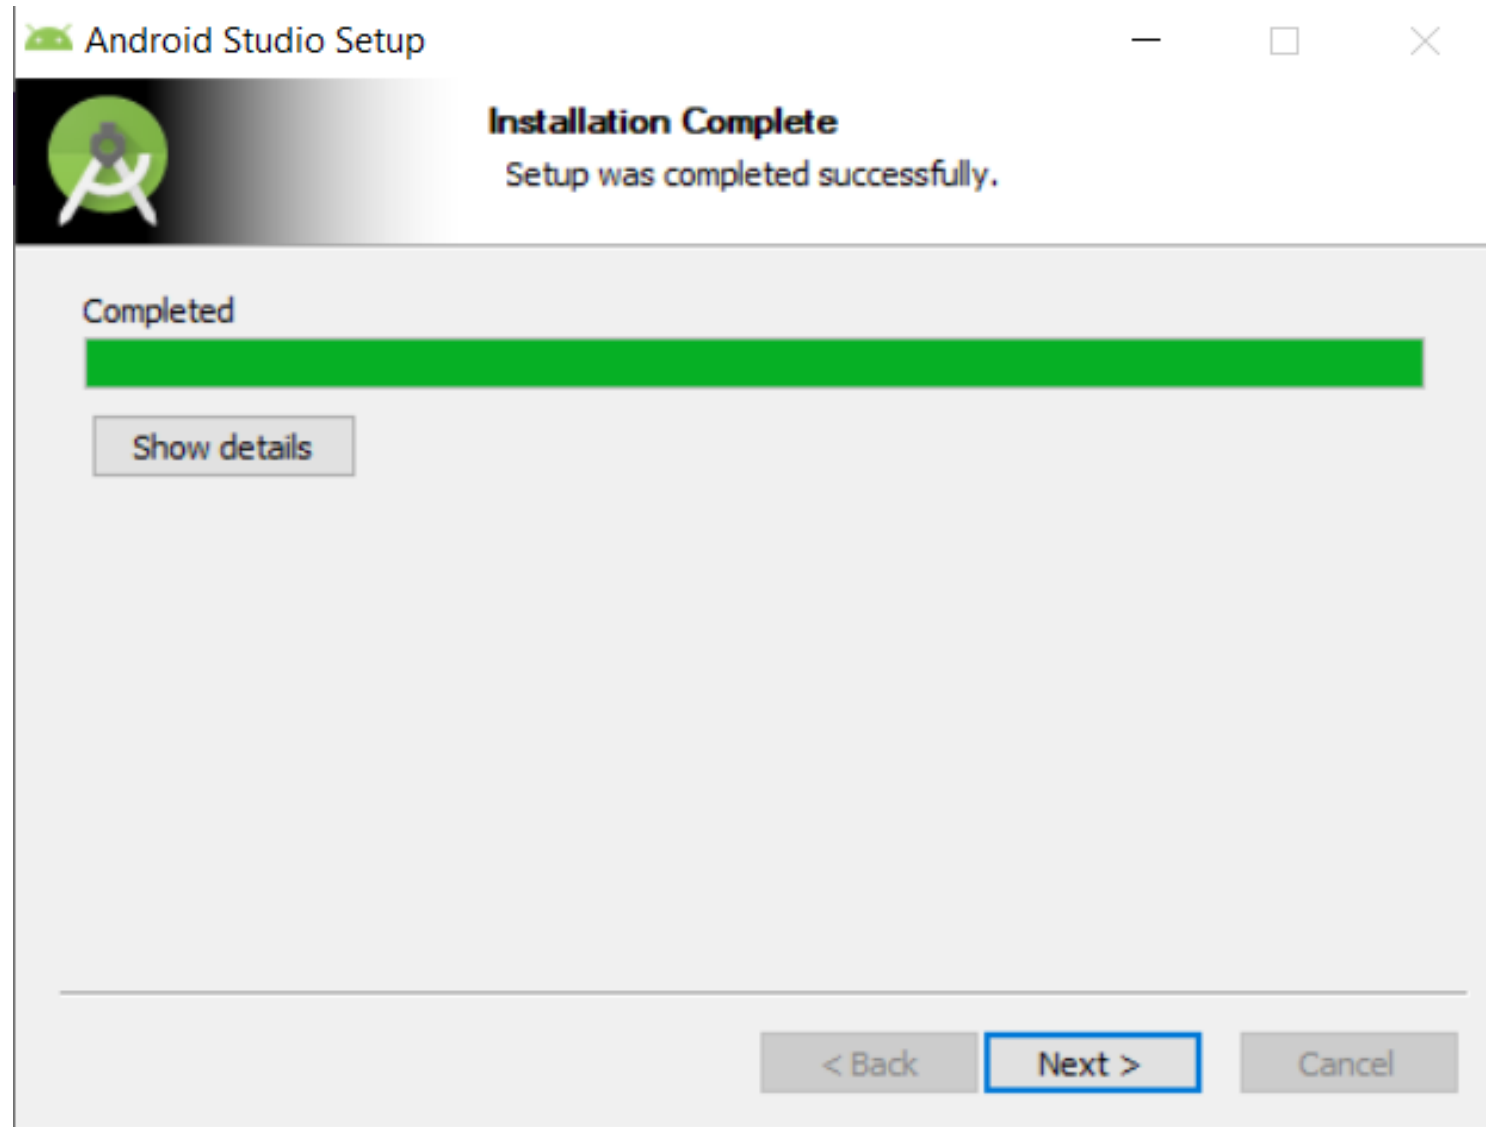 Android Studio Setup
Installation Complete
Setup was completed successfully.
Completed
Show details
< Back
Next >
Cancel